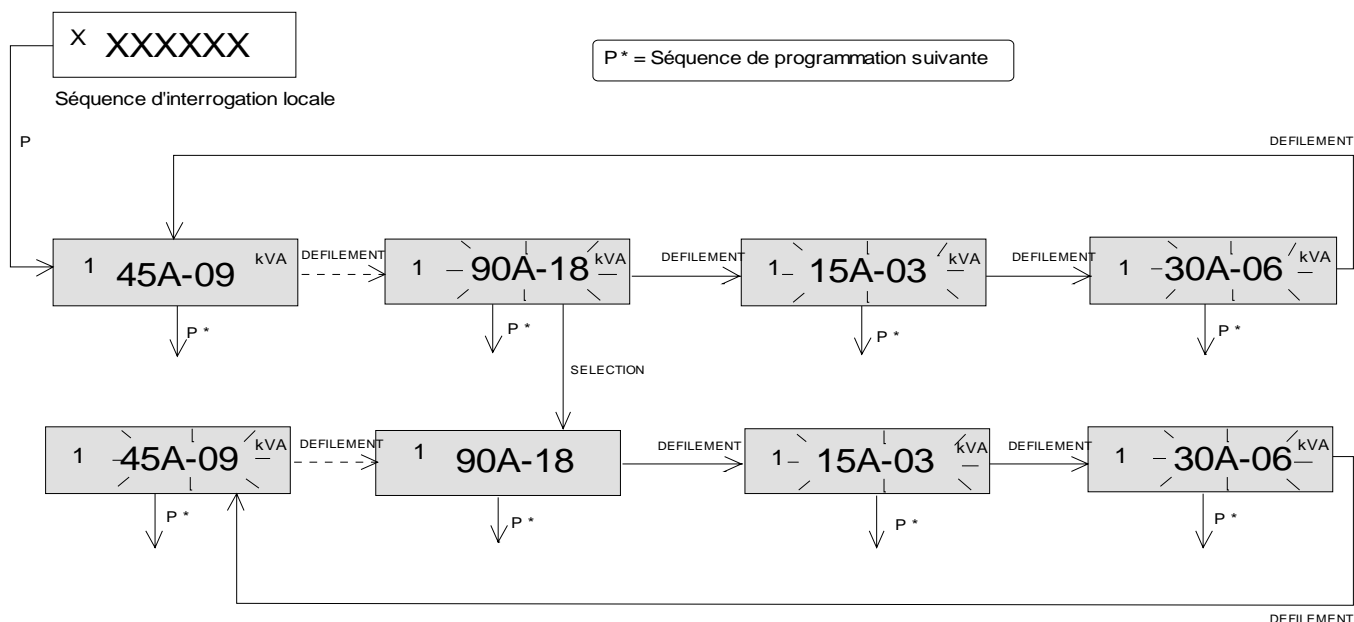 X XXXXXX
P * = Séquence de programmation suivante
Séquence d'interrogation locale
P
DEFILEMENT
1 45A-09 kVA
DEFILEMENT
1 90A-18 kVA
DEFILEMENT
1 15A-03 kVA
DEFILEMENT
1 30A-06 kVA
P *
P *
P *
P *
SELECTION
1 45A-09 kVA
DEFILEMENT
1 90A-18
DEFILEMENT
1 15A-03 kVA
DEFILEMENT
1 30A-06 kVA
P *
P *
P *
P *
DEFILEMENT